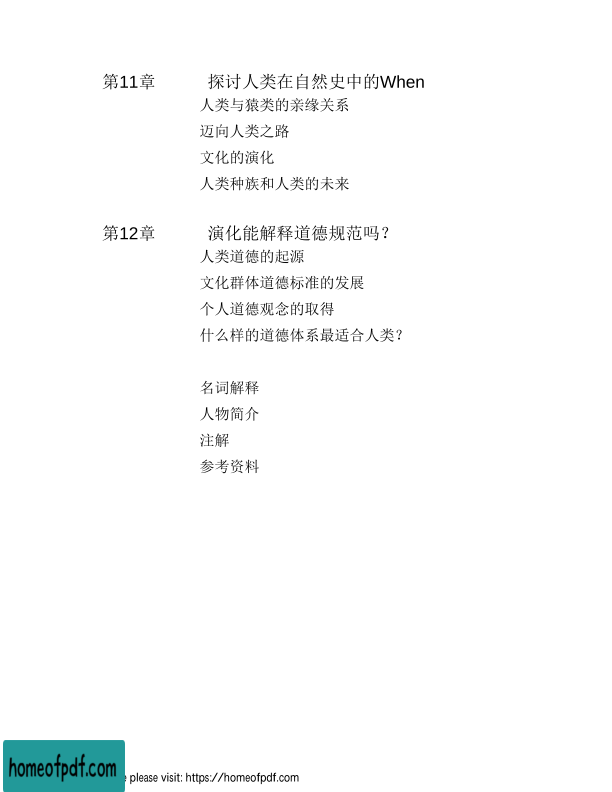 第11章 探讨人类在自然史中的When
人类与猿类的亲缘关系
迈向人类之路
文化的演化
人类种族和人类的未来
第12章 演化能解释道德规范吗？
人类道德的起源
文化群体道德标准的发展
个人道德观念的取得
什么样的道德体系最适合人类？
名词解释
人物简介
注解
参考资料
homeofpdf.com
please visit: https://homeofpdf.com